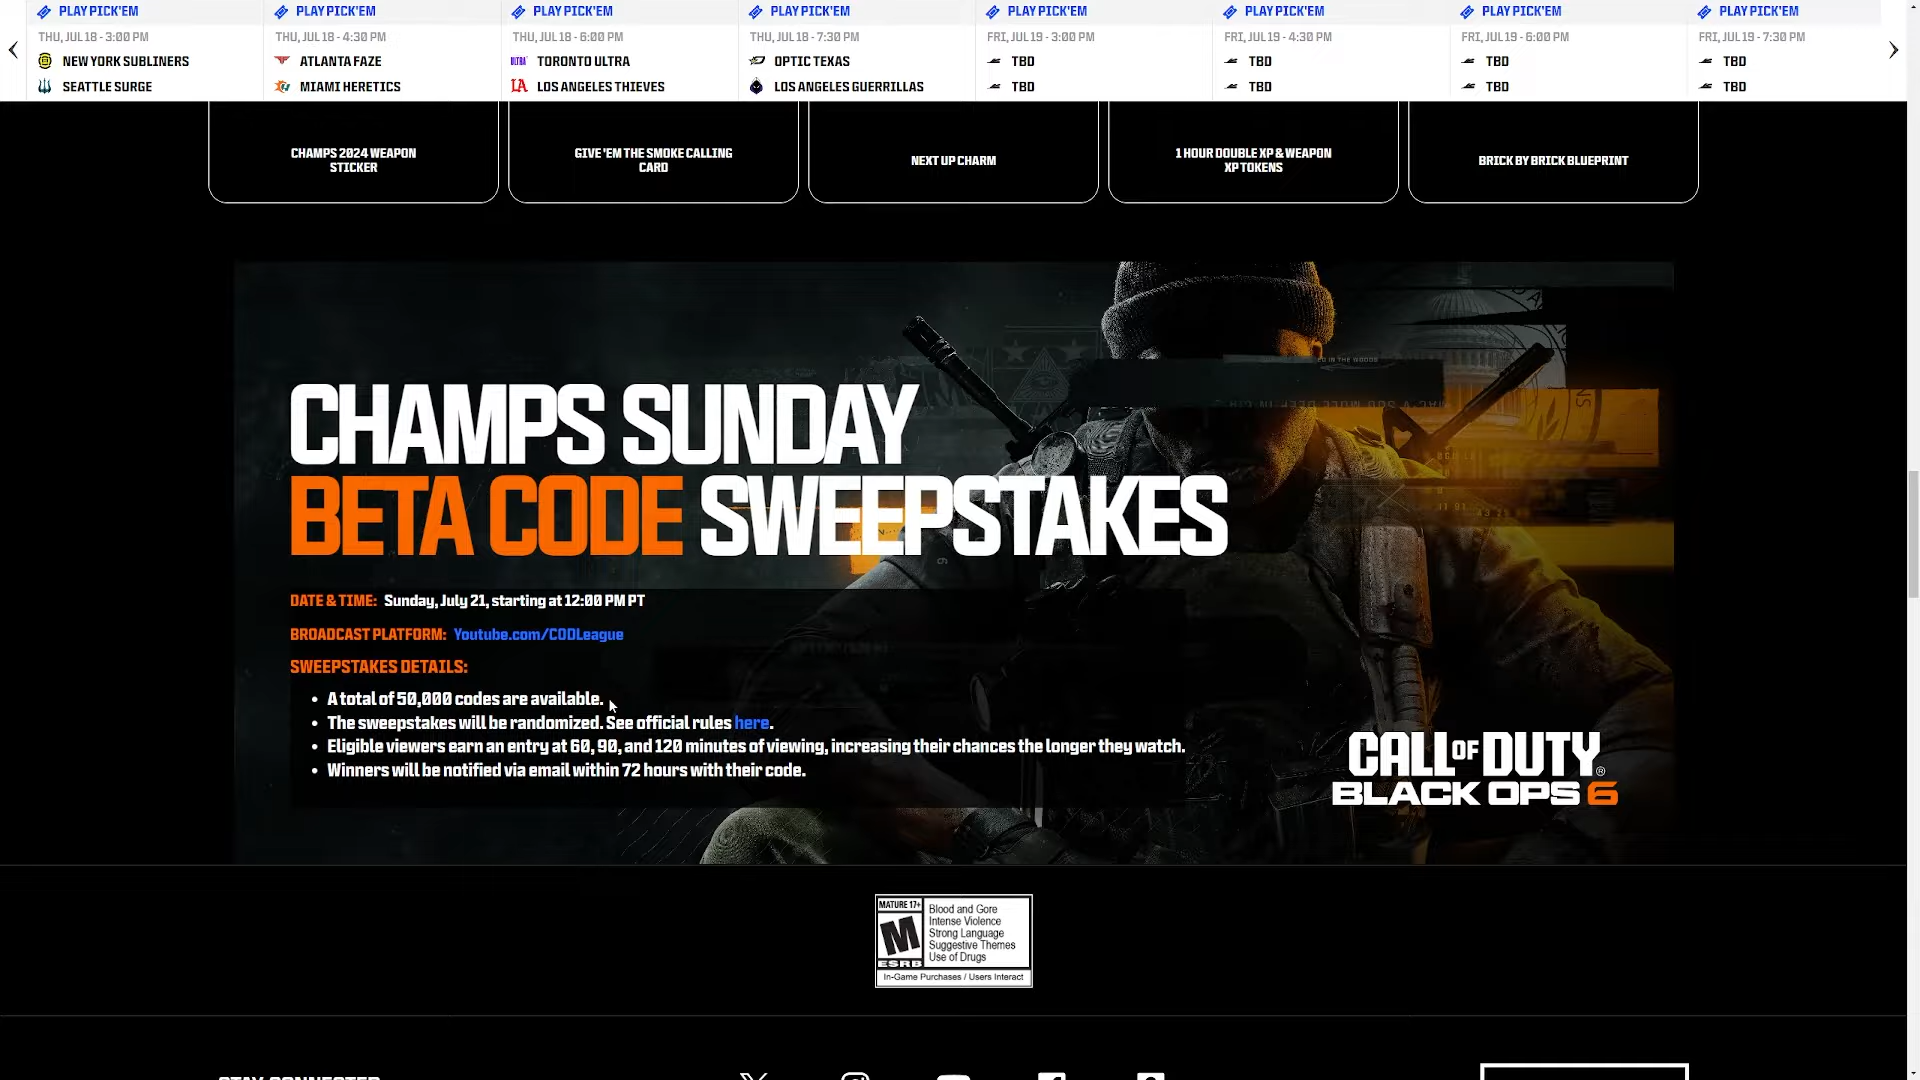 PLAY PICK'EM
THU, JUL 18 - 3:00 PM
NEW YORK SUBLINERS
SEATTLE SURGE
PLAY PICK'EM
THU, JUL 18 - 4:30 PM
ATLANTA FAZE
MIAMI HERETICS
PLAY PICK'EM
THU, JUL 18 - 6:00 PM
ULTRA TORONTO ULTRA
LA LOS ANGELES THIEVES
PLAY PICK'EM
THU, JUL 18 - 7:30 PM
OPTIC TEXAS
LOS ANGELES GUERRILLAS
PLAY PICK'EM
FRI, JUL 19 - 3:00 PM
TBD
TBD
PLAY PICK'EM
FRI, JUL 19 - 4:30 PM
TBD
TBD
PLAY PICK'EM
FRI, JUL 19 - 6:00 PM
TBD
TBD
PLAY PICK'EM
FRI, JUL 19 - 7:30 PM
TBD
TBD
CHAMPS 2024 WEAPON
STICKER
GIVE 'EM THE SMOKE CALLING
CARD
NEXT UP CHARM
1 HOUR DOUBLE XP & WEAPON
XP TOKENS
BRICK BY BRICK BLUEPRINT
CHAMPS SUNDAY
BETA CODE SWEEPSTAKES
DATE & TIME: Sunday, July 21, starting at 12:00 PM PT
BROADCAST PLATFORM: Youtube.com/CODLeague
SWEEPSTAKES DETAILS:
• A total of 50,000 codes are available.
• The sweepstakes will be randomized. See official rules here.
• Eligible viewers earn an entry at 60, 90, and 120 minutes of viewing, increasing their chances the longer they watch.
• Winners will be notified via email within 72 hours with their code.
CALL OF DUTY®
BLACK OPS 6
MATURE 17+
M
ESRB
Blood and Gore
Intense Violence
Strong Language
Suggestive Themes
Use of Drugs
In-Game Purchases / Users Interact
STAY CONNECTED